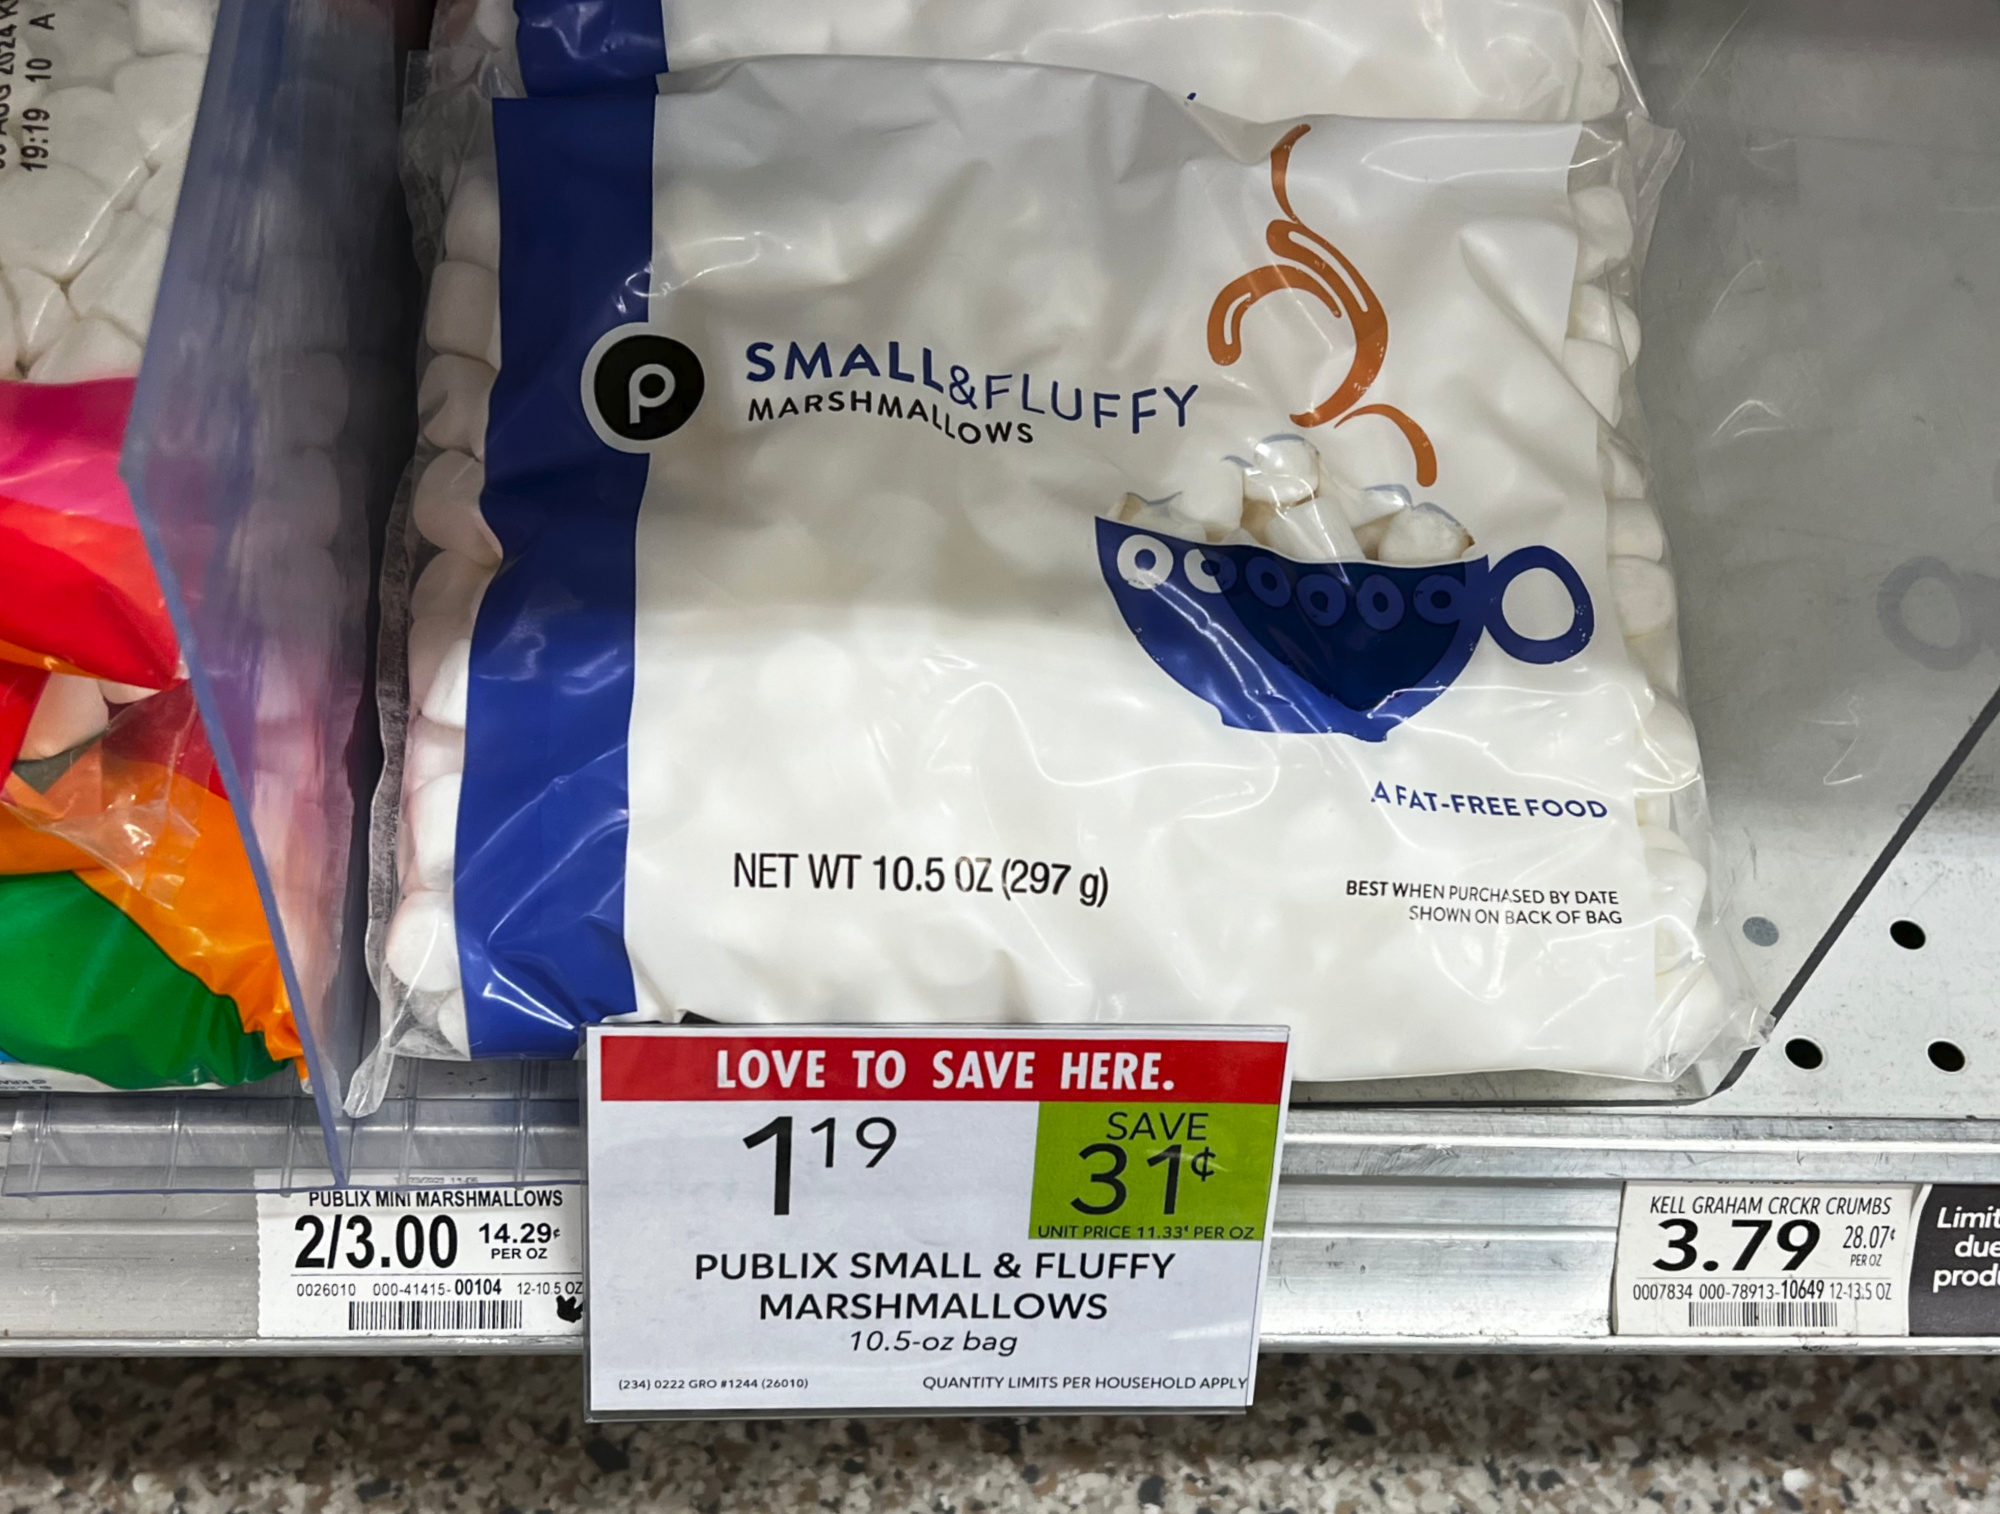 AUG 2024
19:19 10 A
P
SMALL&FLUFFY
MARSHMALLOWS
A FAT-FREE FOOD
NET WT 10.5 OZ (297 g)
BEST WHEN PURCHASED BY DATE
SHOWN ON BACK OF BAG
LOVE TO SAVE HERE.
1 19
SAVE
31¢
UNIT PRICE 11.33¢ PER OZ
PUBLIX SMALL & FLUFFY
MARSHMALLOWS
10.5-oz bag
(234) 0222 GRO #1244 (26010)
QUANTITY LIMITS PER HOUSEHOLD APPLY
PUBLIX MINI MARSHMALLOWS
2/3.00 14.29¢
PER OZ
0026010 000-41415-00104 12-10.5 OZ
KELL GRAHAM CRCKR CRUMBS
3.79 28.07¢
PER OZ
0007834 000-78913-10649 12-13.5 OZ
Limit
due
prod